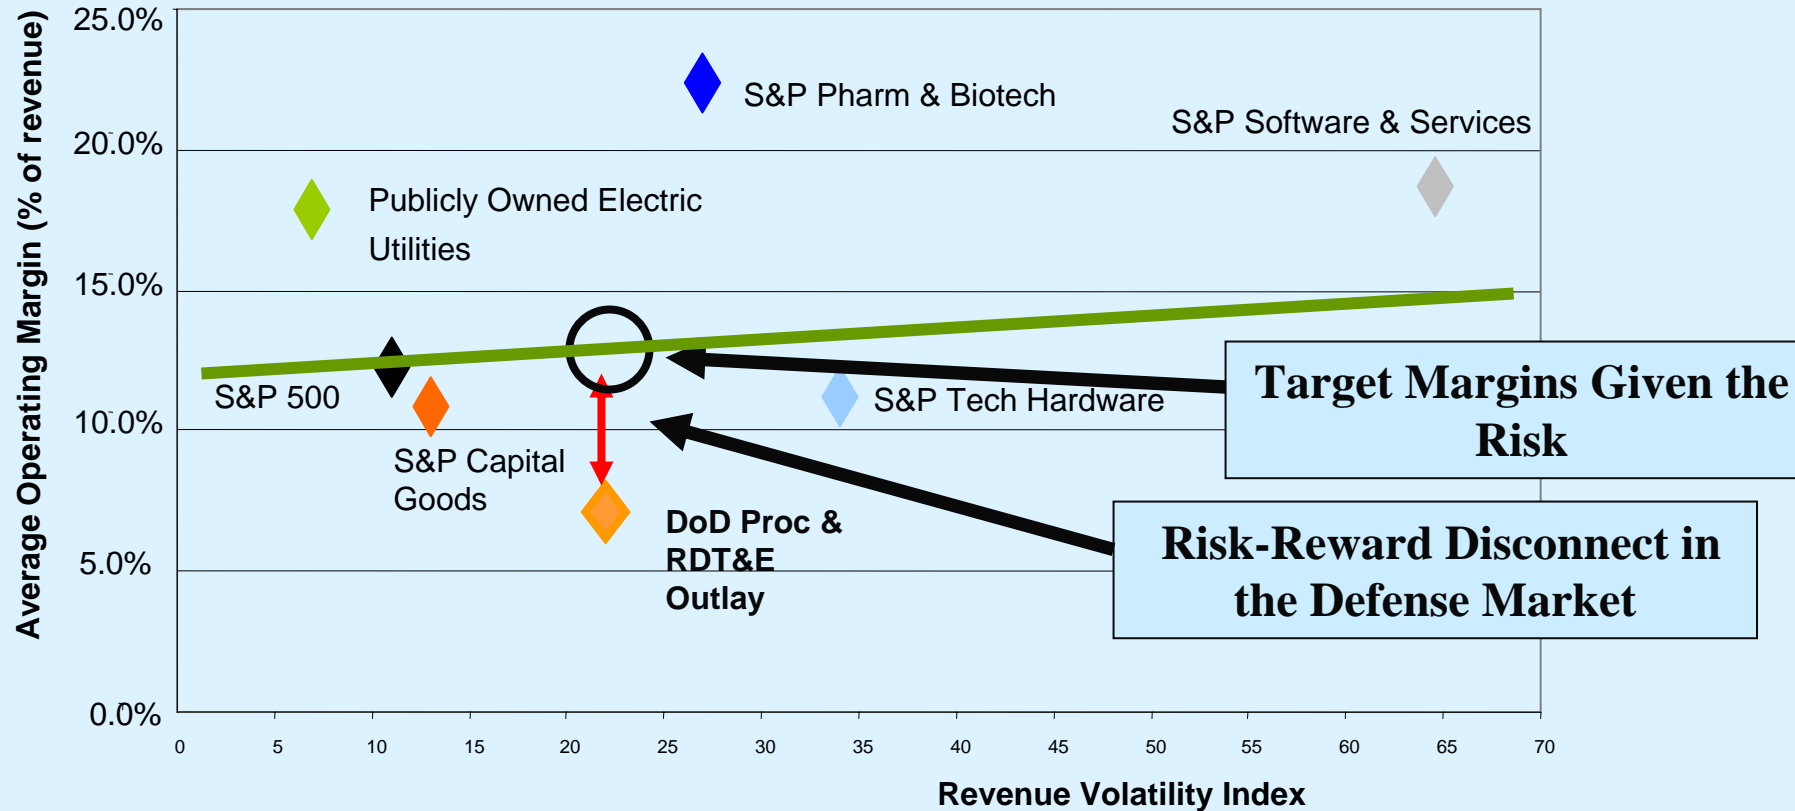 Average Operating Margin (% of revenue)
25.0%
20.0%
15.0%
10.0%
5.0%
0.0%
S&P Pharm & Biotech
S&P Software & Services
Publicly Owned Electric
Utilities
S&P 500
S&P Tech Hardware
S&P Capital
Goods
DoD Proc &
RDT&E
Outlay
Target Margins Given the
Risk
Risk-Reward Disconnect in
the Defense Market
0 5 10 15 20 25 30 35 40 45 50 55 60 65 70
Revenue Volatility Index